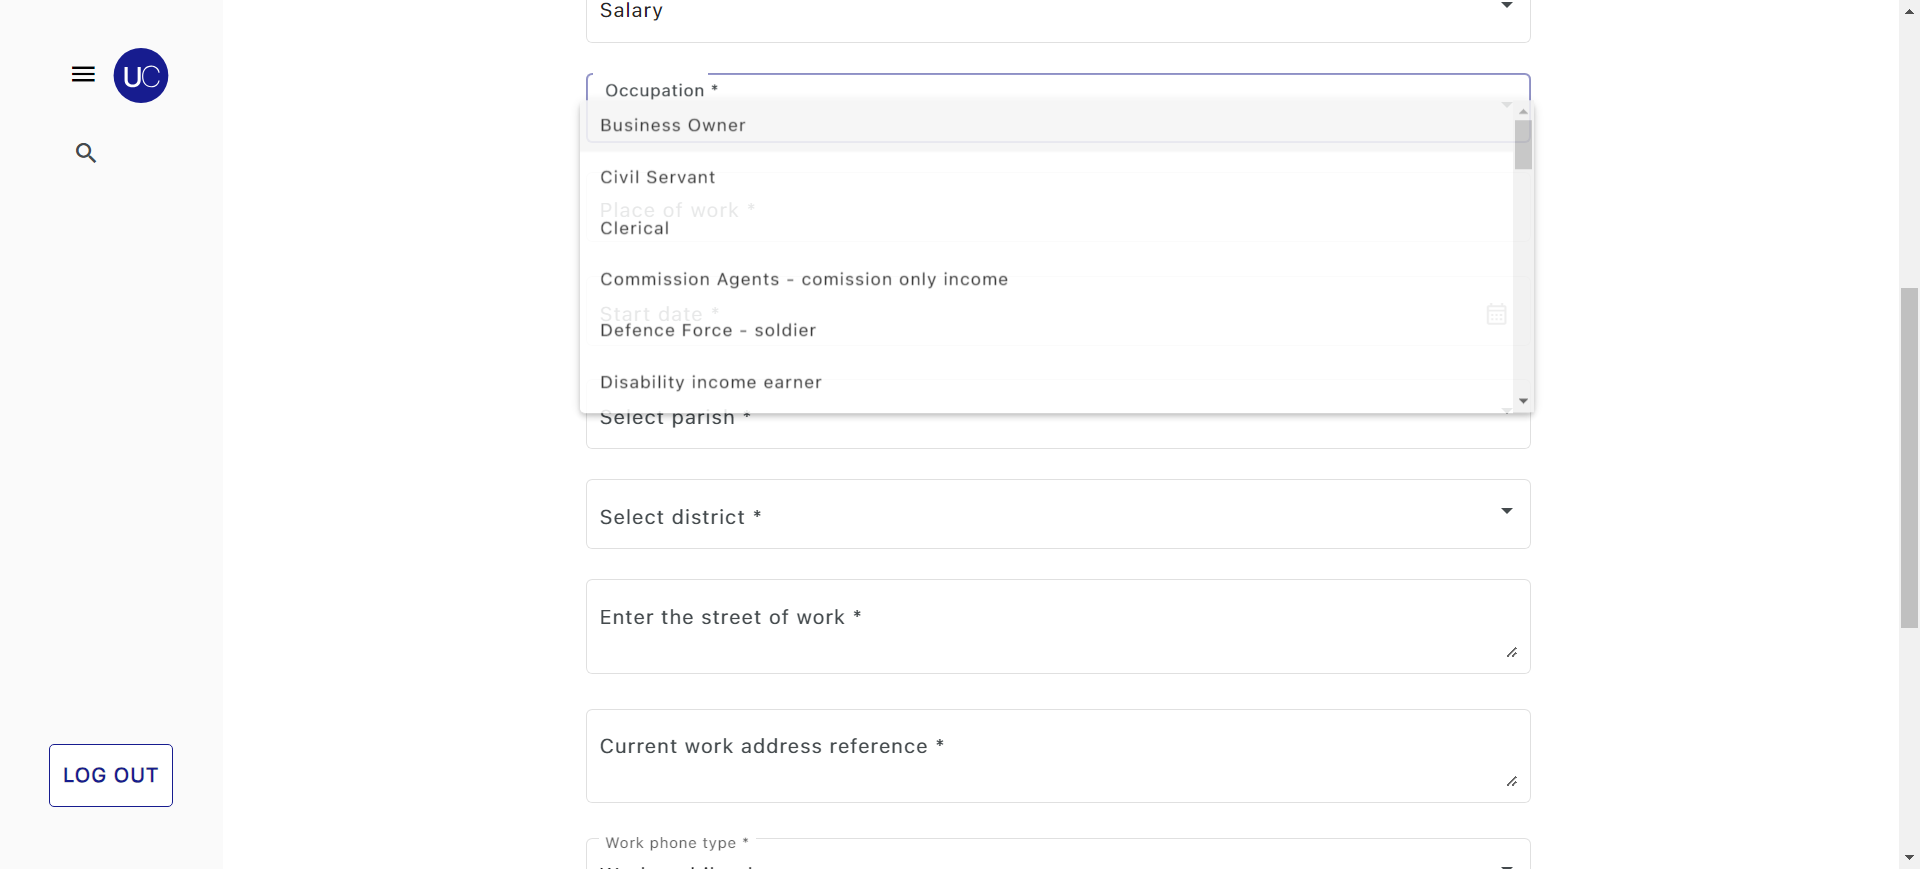 Salary
UC
Occupation *
Business Owner
Civil Servant
Place of work *
Clerical
Commission Agents - comission only income
Start date *
Defence Force - soldier
Disability income earner
Select parish *
Select district *
Enter the street of work *
Current work address reference *
LOG OUT
Work phone type *